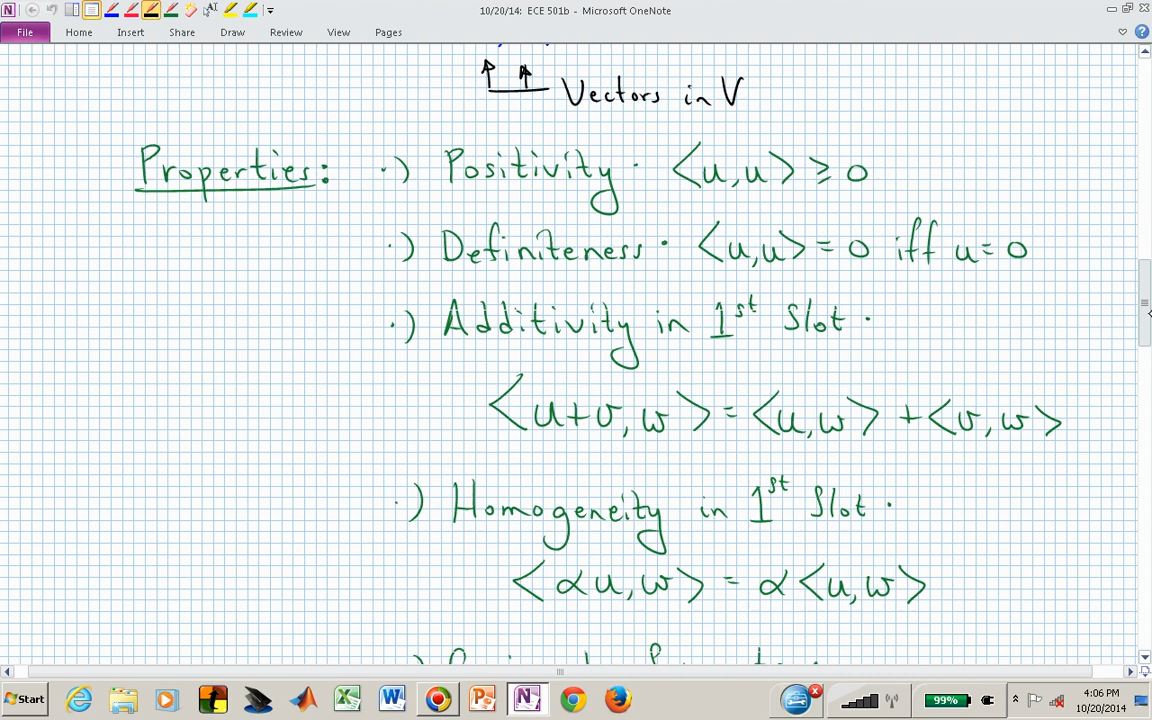 10/20/14: ECE 501b - Microsoft OneNote
File Home Insert Share Draw Review View Pages
Vectors in V
Properties: ·) Positivity · <u,u> ≥ 0
·) Definiteness · <u,u> = 0 iff u=0
·) Additivity in 1st Slot ·
<u+v,w> = <u,w> + <v,w>
·) Homogeneity in 1st Slot ·
<αu,w> = α<u,w>
Start 99% 4:06 PM
10/20/2014